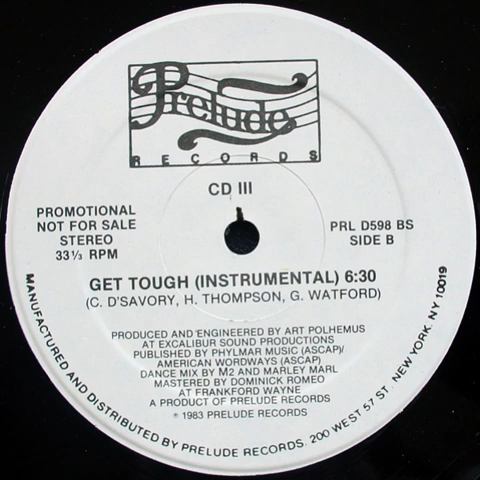 Prelude
RECORDS
CD III
PROMOTIONAL
NOT FOR SALE
STEREO
33⅓ RPM
PRL D598 BS
SIDE B
GET TOUGH (INSTRUMENTAL) 6:30
(C. D'SAVORY, H. THOMPSON, G. WATFORD)
PRODUCED AND ENGINEERED BY ART POLHEMUS
AT EXCALIBUR SOUND PRODUCTIONS
PUBLISHED BY PHYLMAR MUSIC (ASCAP)/
AMERICAN WORDWAYS (ASCAP)
DANCE MIX BY M2 AND MARLEY MARL
MASTERED BY DOMINICK ROMEO
AT FRANKFORD WAYNE
A PRODUCT OF PRELUDE RECORDS
℗ 1983 PRELUDE RECORDS
MANUFACTURED AND DISTRIBUTED BY PRELUDE RECORDS. 200 WEST 57 ST. NEW YORK. NY 10019